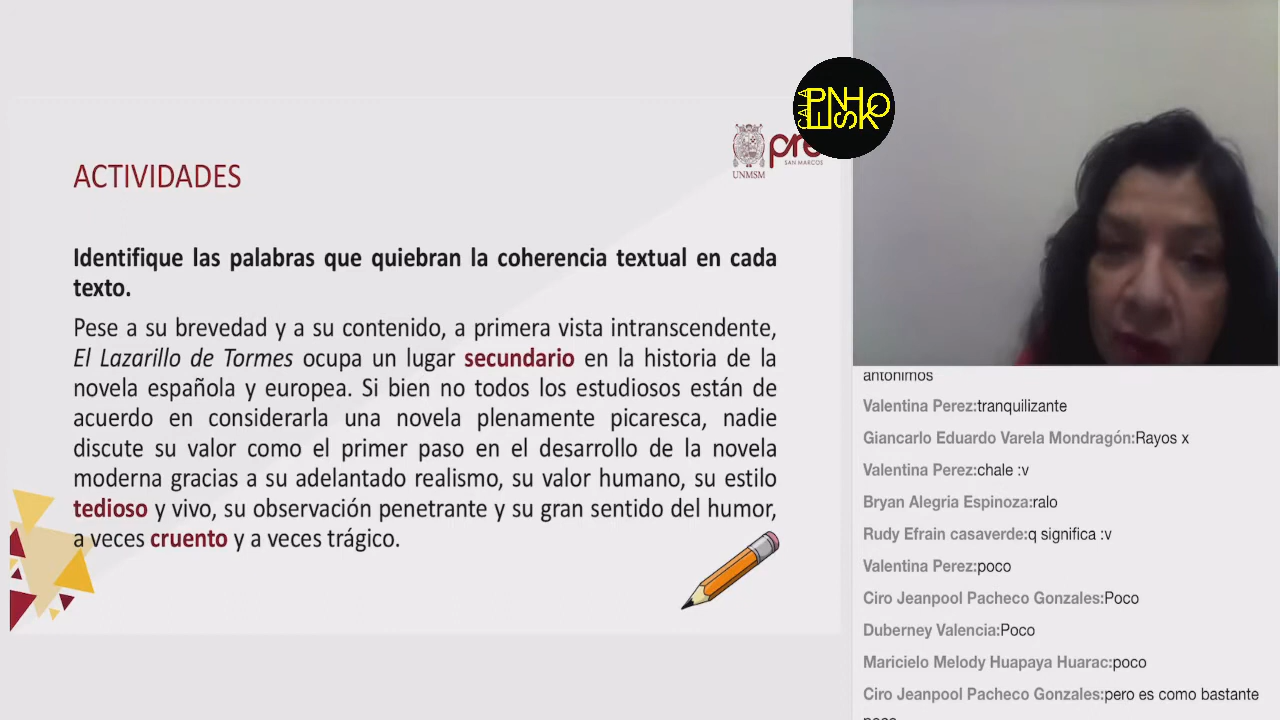 CALA
PNHO
ESK
pre
SAN MARCOS
UNMSM
ACTIVIDADES
Identifique las palabras que quiebran la coherencia textual en cada
texto.
Pese a su brevedad y a su contenido, a primera vista intranscendente,
El Lazarillo de Tormes ocupa un lugar secundario en la historia de la
novela española y europea. Si bien no todos los estudiosos están de
acuerdo en considerarla una novela plenamente picaresca, nadie
discute su valor como el primer paso en el desarrollo de la novela
moderna gracias a su adelantado realismo, su valor humano, su estilo
tedioso y vivo, su observación penetrante y su gran sentido del humor,
a veces cruento y a veces trágico.
antónimos
Valentina Perez:tranquilizante
Giancarlo Eduardo Varela Mondragón:Rayos x
Valentina Perez:chale :v
Bryan Alegria Espinoza:ralo
Rudy Efrain casaverde:q significa :v
Valentina Perez:poco
Ciro Jeanpool Pacheco Gonzales:Poco
Duberney Valencia:Poco
Maricielo Melody Huapaya Huarac:poco
Ciro Jeanpool Pacheco Gonzales:pero es como bastante